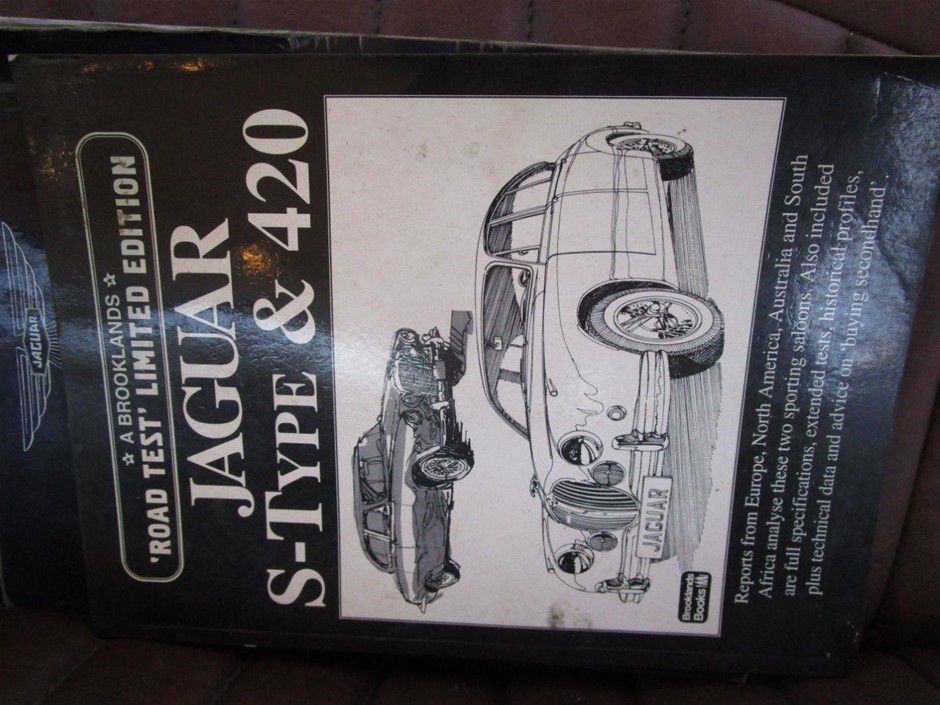 ☆ A BROOKLANDS ☆
'ROAD TEST' LIMITED EDITION
JAGUAR
S-TYPE & 420
JAGUAR
Brooklands
Books
Reports from Europe, North America, Australia and South
Africa analyse these two sporting saloons. Also included
are full specifications, extended tests, historical profiles,
plus technical data and advice on 'buying secondhand'.
JAGUAR